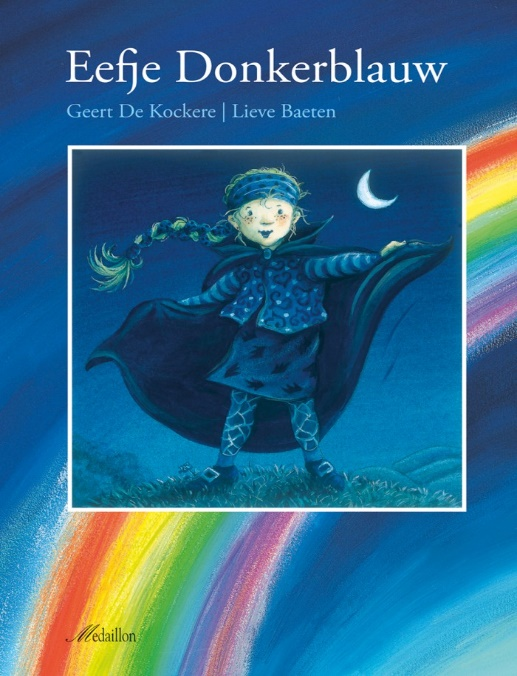 Eefje Donkerblauw
Geert De Kockere | Lieve Baeten
Medaillon